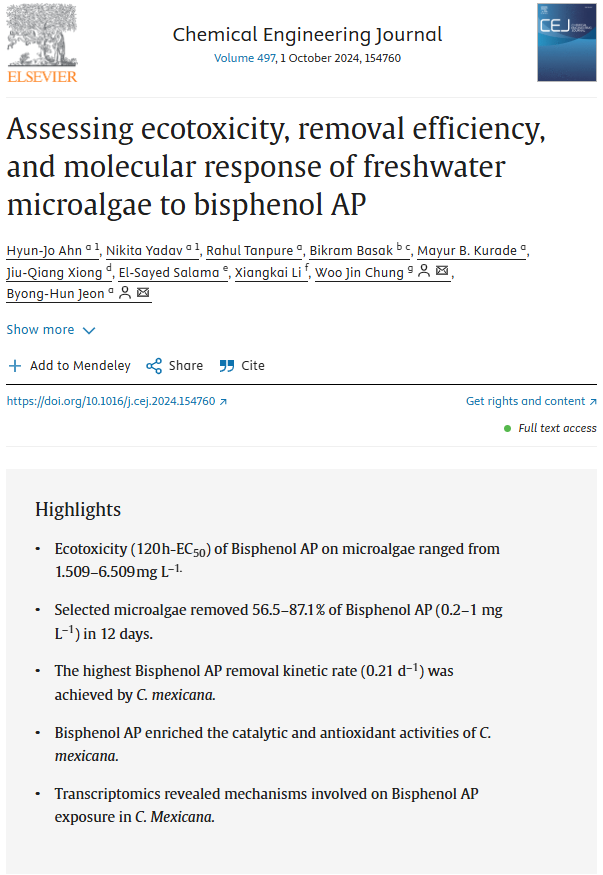 ELSEVIER
Chemical Engineering Journal
Volume 497, 1 October 2024, 154760
CEJ
Assessing ecotoxicity, removal efficiency,
and molecular response of freshwater
microalgae to bisphenol AP
Hyun-Jo Ahn a 1, Nikita Yadav a 1, Rahul Tanpure a, Bikram Basak b c, Mayur B. Kurade a,
Jiu-Qiang Xiong d, El-Sayed Salama e, Xiangkai Li f, Woo Jin Chung g,
Byong-Hun Jeon a
Show more
Add to Mendeley Share Cite
https://doi.org/10.1016/j.cej.2024.154760 ↗ Get rights and content ↗
Full text access
Highlights
• Ecotoxicity (120 h-EC50) of Bisphenol AP on microalgae ranged from
1.509–6.509 mg L−1.
• Selected microalgae removed 56.5–87.1 % of Bisphenol AP (0.2–1 mg
L−1) in 12 days.
• The highest Bisphenol AP removal kinetic rate (0.21 d−1) was
achieved by C. mexicana.
• Bisphenol AP enriched the catalytic and antioxidant activities of C.
mexicana.
• Transcriptomics revealed mechanisms involved on Bisphenol AP
exposure in C. Mexicana.